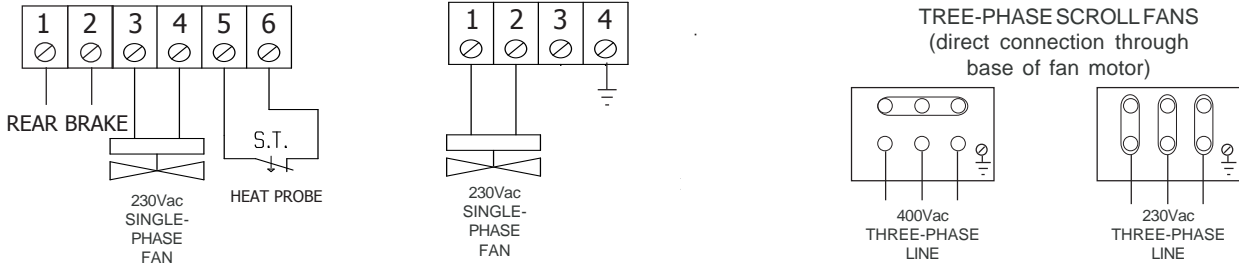 1 2 3 4 5 6
REAR BRAKE
S.T.
HEAT PROBE
230Vac
SINGLE-
PHASE
FAN
1 2 3 4
230Vac
SINGLE-
PHASE
FAN
TREE-PHASE SCROLL FANS
(direct connection through
base of fan motor)
400Vac
THREE-PHASE
LINE
230Vac
THREE-PHASE
LINE